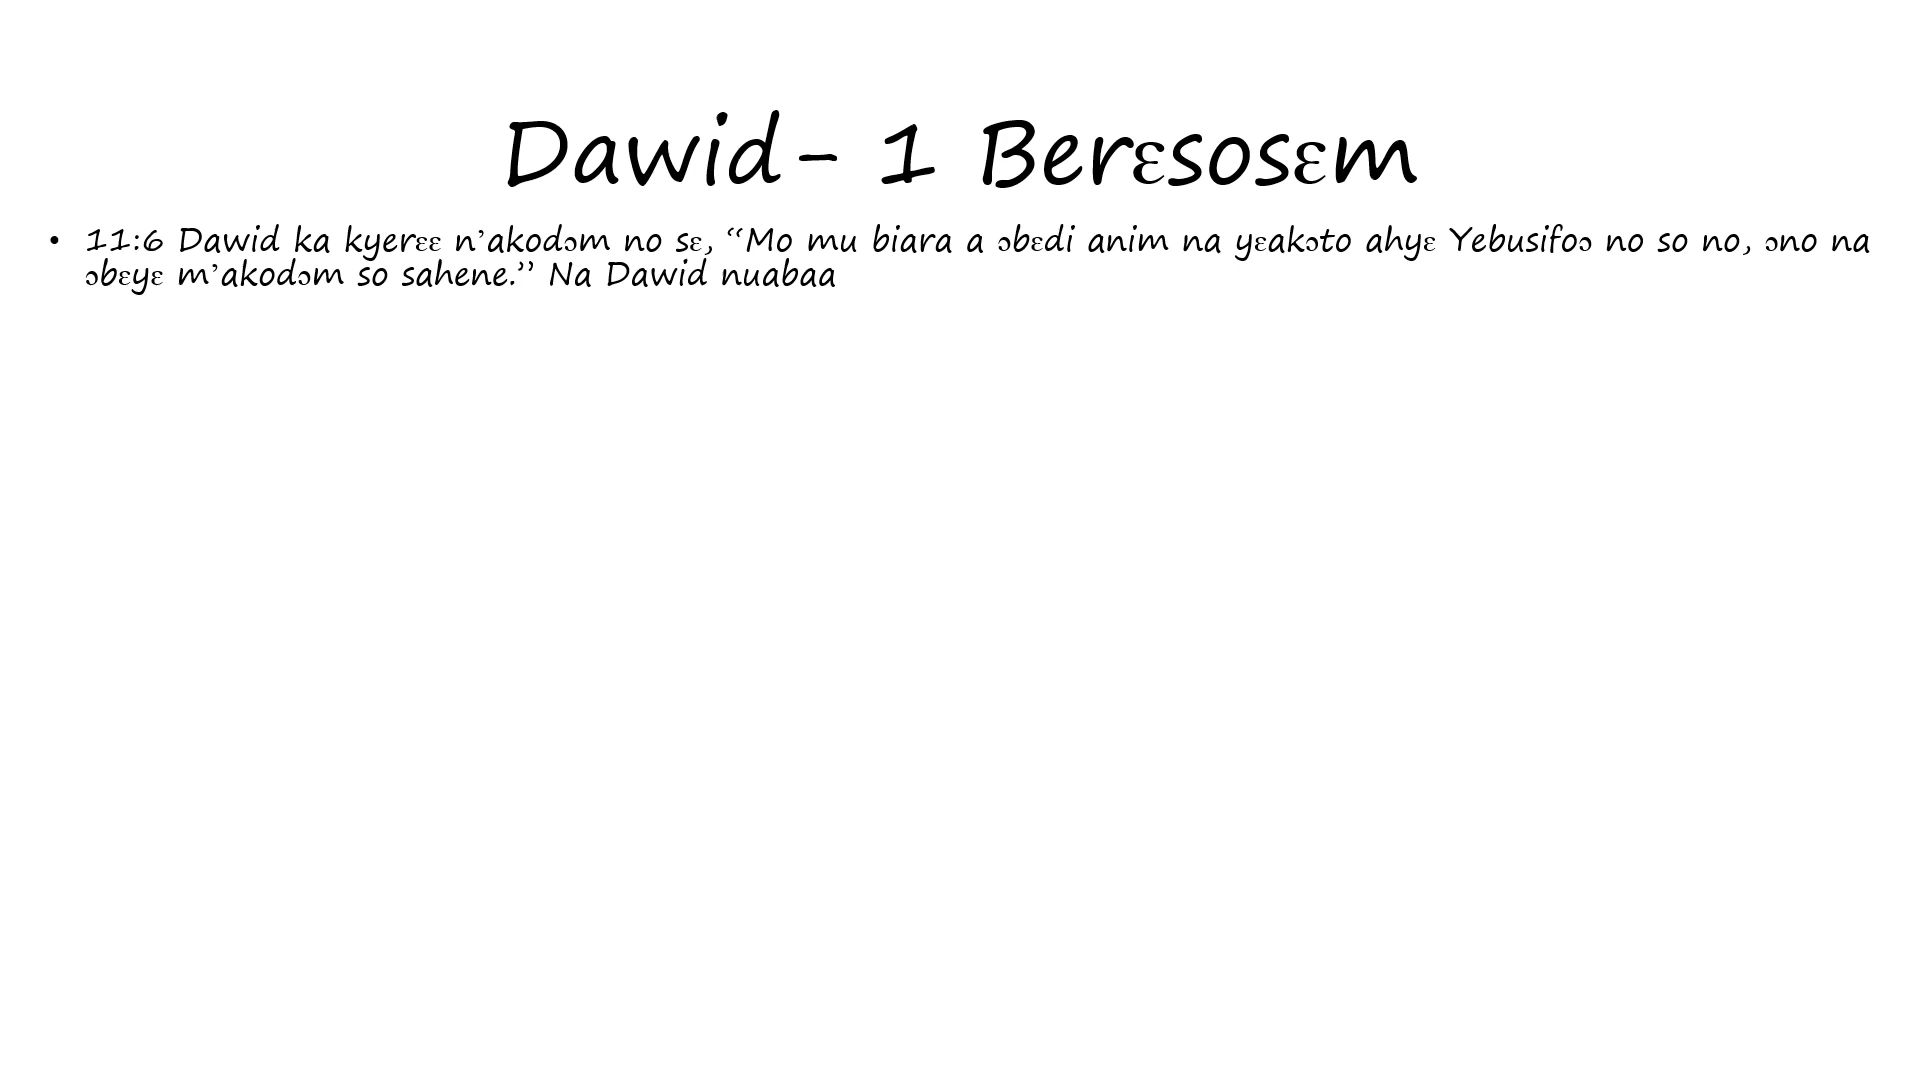 Dawid- 1 Berɛsosɛm
• 11:6 Dawid ka kyerɛɛ n’akodɔm no sɛ, “Mo mu biara a ɔbɛdi anim na yɛakɔto ahyɛ Yebusifoɔ no so no, ɔno na
ɔbɛyɛ m’akodɔm so sahene.” Na Dawid nuabaa